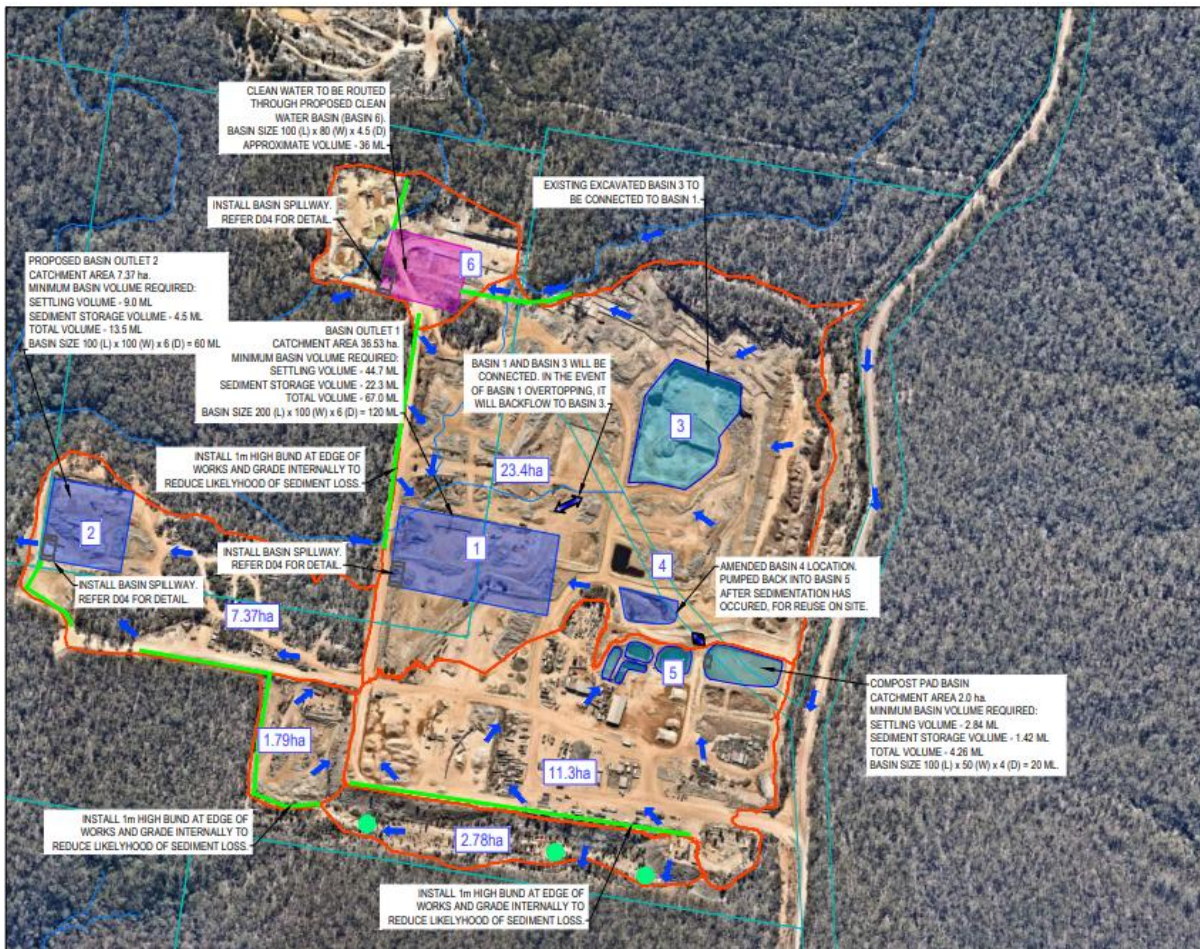 CLEAN WATER TO BE ROUTED
THROUGH PROPOSED CLEAN
WATER BASIN (BASIN 6).
BASIN SIZE 100 (L) x 80 (W) x 4.5 (D)
APPROXIMATE VOLUME - 36 ML
EXISTING EXCAVATED BASIN 3 TO
BE CONNECTED TO BASIN 1.
INSTALL BASIN SPILLWAY.
REFER D04 FOR DETAIL.
6
PROPOSED BASIN OUTLET 2
CATCHMENT AREA 7.37 ha.
MINIMUM BASIN VOLUME REQUIRED:
SETTLING VOLUME - 9.0 ML
SEDIMENT STORAGE VOLUME - 4.5 ML
TOTAL VOLUME - 13.5 ML
BASIN SIZE 100 (L) x 100 (W) x 6 (D) = 60 ML
BASIN OUTLET 1
CATCHMENT AREA 36.53 ha.
MINIMUM BASIN VOLUME REQUIRED:
SETTLING VOLUME - 44.7 ML
SEDIMENT STORAGE VOLUME - 22.3 ML
TOTAL VOLUME - 67.0 ML
BASIN SIZE 200 (L) x 100 (W) x 6 (D) = 120 ML
BASIN 1 AND BASIN 3 WILL BE
CONNECTED. IN THE EVENT
OF BASIN 1 OVERTOPPING, IT
WILL BACKFLOW TO BASIN 3.
3
INSTALL 1m HIGH BUND AT EDGE OF
WORKS AND GRADE INTERNALLY TO
REDUCE LIKELYHOOD OF SEDIMENT LOSS.
23.4ha
2
1
INSTALL BASIN SPILLWAY.
REFER D04 FOR DETAIL.
4
AMENDED BASIN 4 LOCATION.
PUMPED BACK INTO BASIN 5
AFTER SEDIMENTATION HAS
OCCURED, FOR REUSE ON SITE.
INSTALL BASIN SPILLWAY.
REFER D04 FOR DETAIL.
7.37ha
5
COMPOST PAD BASIN
CATCHMENT AREA 2.0 ha.
MINIMUM BASIN VOLUME REQUIRED:
SETTLING VOLUME - 2.84 ML
SEDIMENT STORAGE VOLUME - 1.42 ML
TOTAL VOLUME - 4.26 ML
BASIN SIZE 100 (L) x 50 (W) x 4 (D) = 20 ML.
1.79ha
11.3ha
INSTALL 1m HIGH BUND AT EDGE OF
WORKS AND GRADE INTERNALLY TO
REDUCE LIKELYHOOD OF SEDIMENT LOSS.
2.78ha
INSTALL 1m HIGH BUND AT EDGE OF
WORKS AND GRADE INTERNALLY TO
REDUCE LIKELYHOOD OF SEDIMENT LOSS.